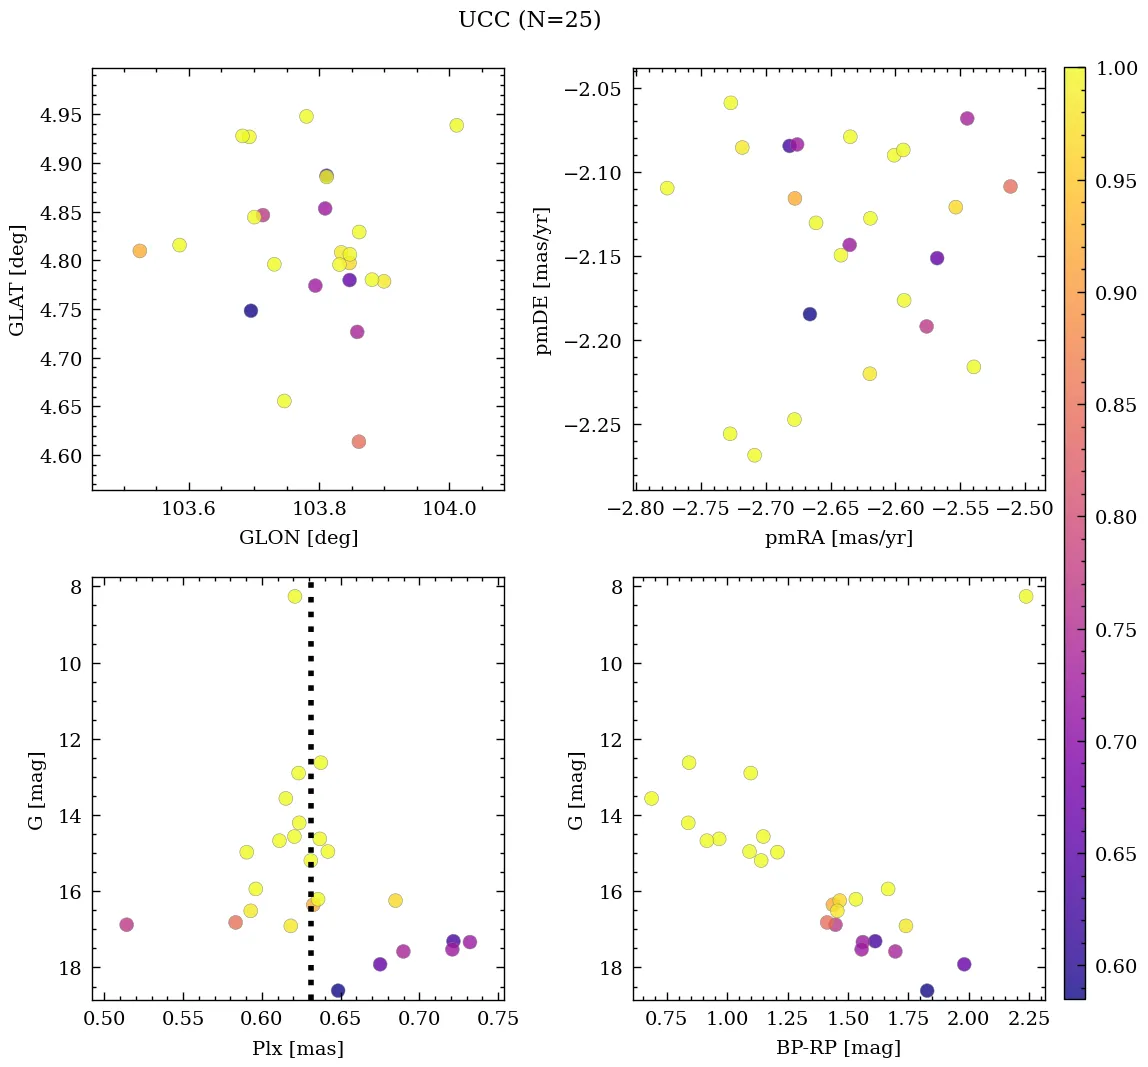 UCC (N=25)
4.95
4.90
4.85
4.80
4.75
4.70
4.65
4.60
GLAT [deg]
103.6 103.8 104.0
GLON [deg]
−2.05
−2.10
−2.15
−2.20
−2.25
pmDE [mas/yr]
−2.80 −2.75 −2.70 −2.65 −2.60 −2.55 −2.50
pmRA [mas/yr]
8
10
12
14
16
18
G [mag]
0.50 0.55 0.60 0.65 0.70 0.75
Plx [mas]
8
10
12
14
16
18
G [mag]
0.75 1.00 1.25 1.50 1.75 2.00 2.25
BP-RP [mag]
1.00
0.95
0.90
0.85
0.80
0.75
0.70
0.65
0.60